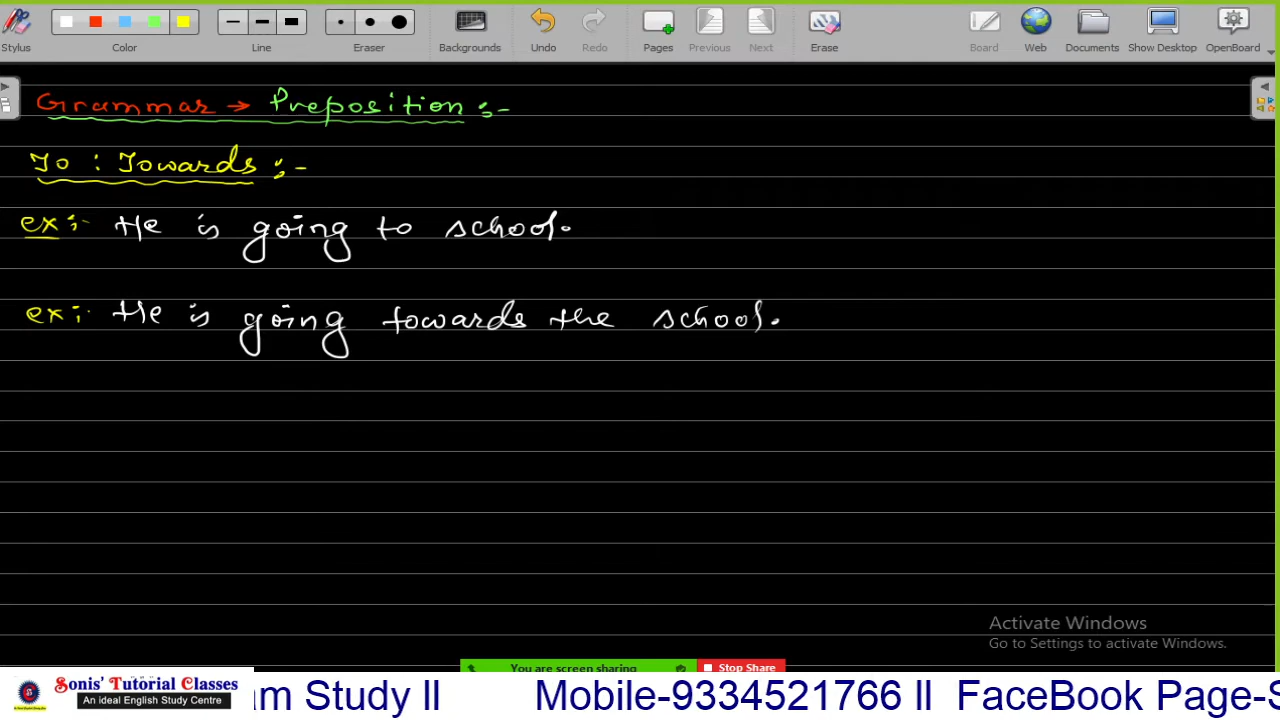 Stylus Color Line Eraser Backgrounds Undo Redo Pages Previous Next Erase Board Web Documents Show Desktop OpenBoard
Grammar → Preposition :-
To : Towards :-
ex :- He is going to school.
ex :- He is going towards the school.
Activate Windows
Go to Settings to activate Windows.
You are screen sharing Stop Share
Sonis' Tutorial Classes
An ideal English Study Centre
am Study ll Mobile-9334521766 ll FaceBook Page-S